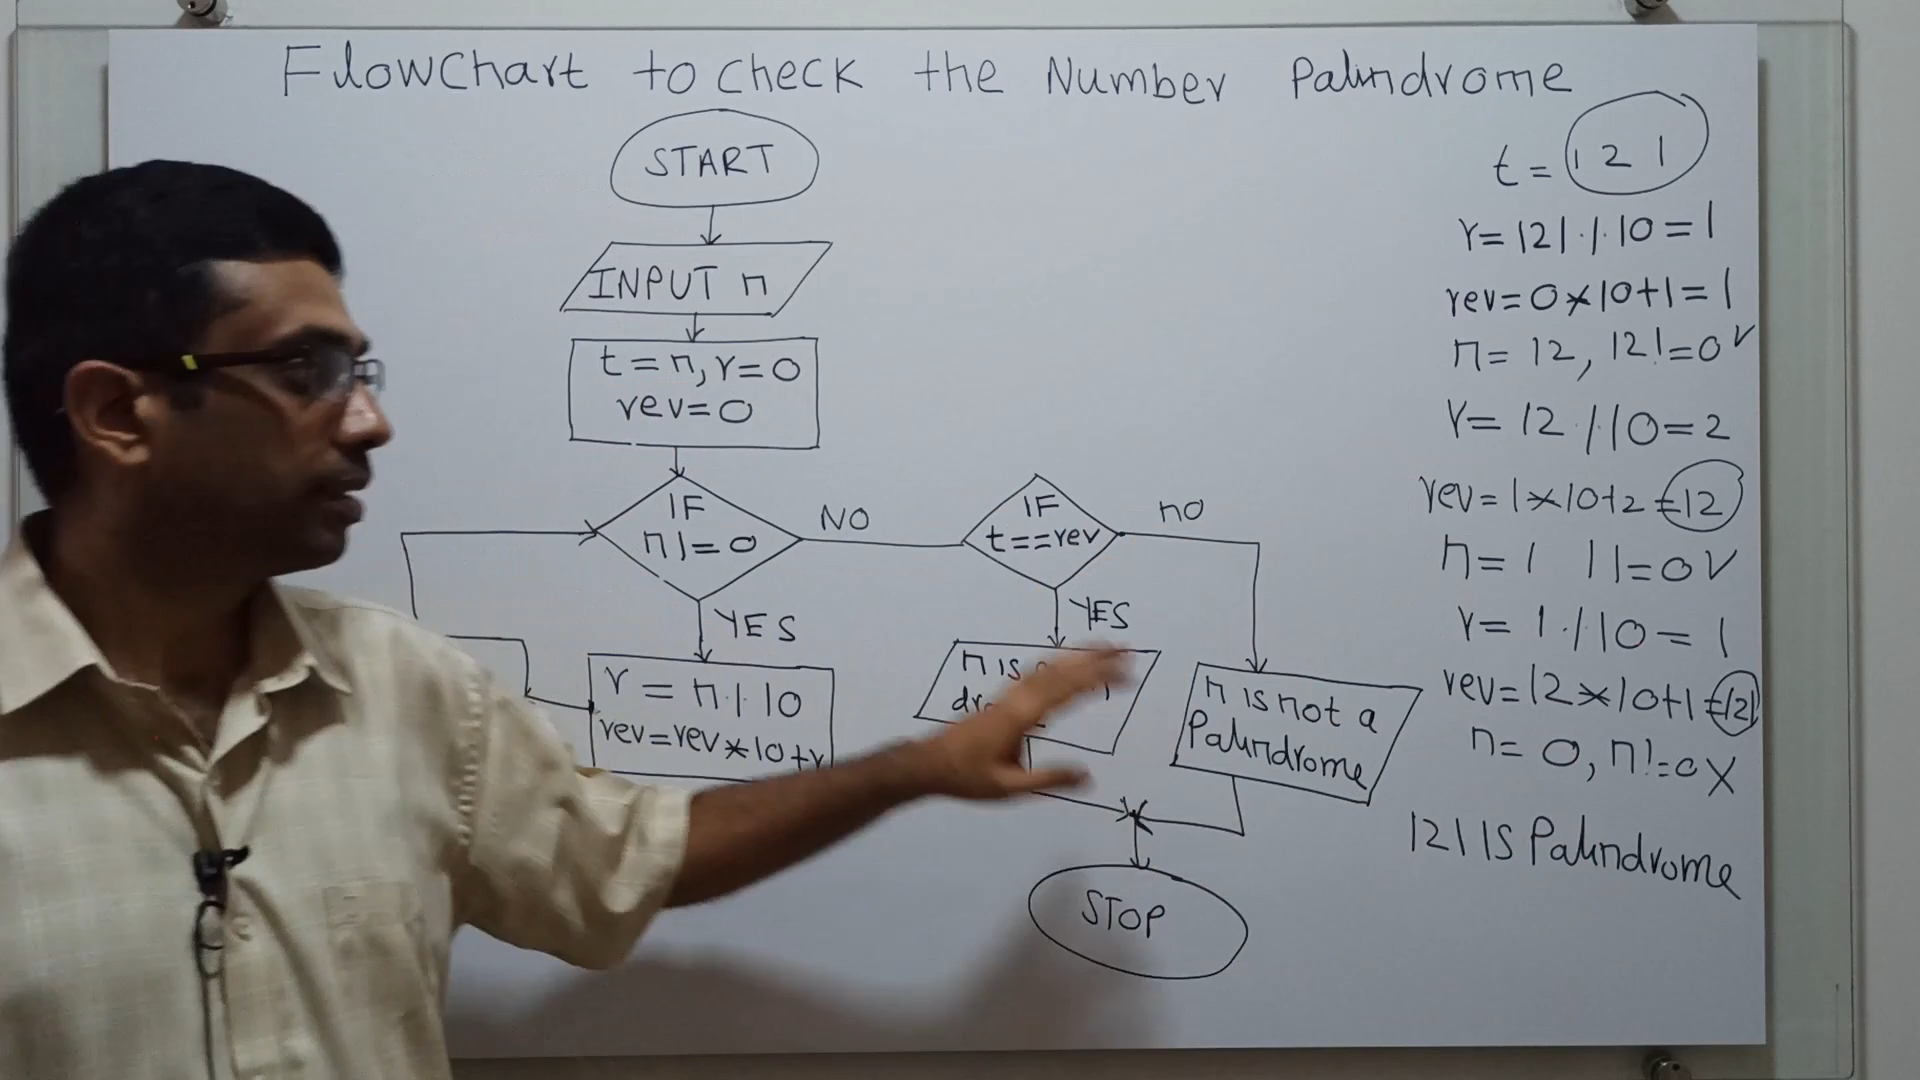 Flowchart to check the Number Palindrome
START
INPUT n
t=n, r=0
rev=0
IF
n!=0
NO
YES
r = n % 10
rev=rev*10+r
IF
t==rev
no
YES
n is
n is not a
Palindrome
STOP
t = 121
r=121%10=1
rev=0*10+1=1
n=12, 12!=0✓
r=12%10=2
rev=1*10+2=12
n=1 1!=0✓
r=1%10=1
rev=12*10+1=121
n=0, n!=0 X
121 is Palindrome